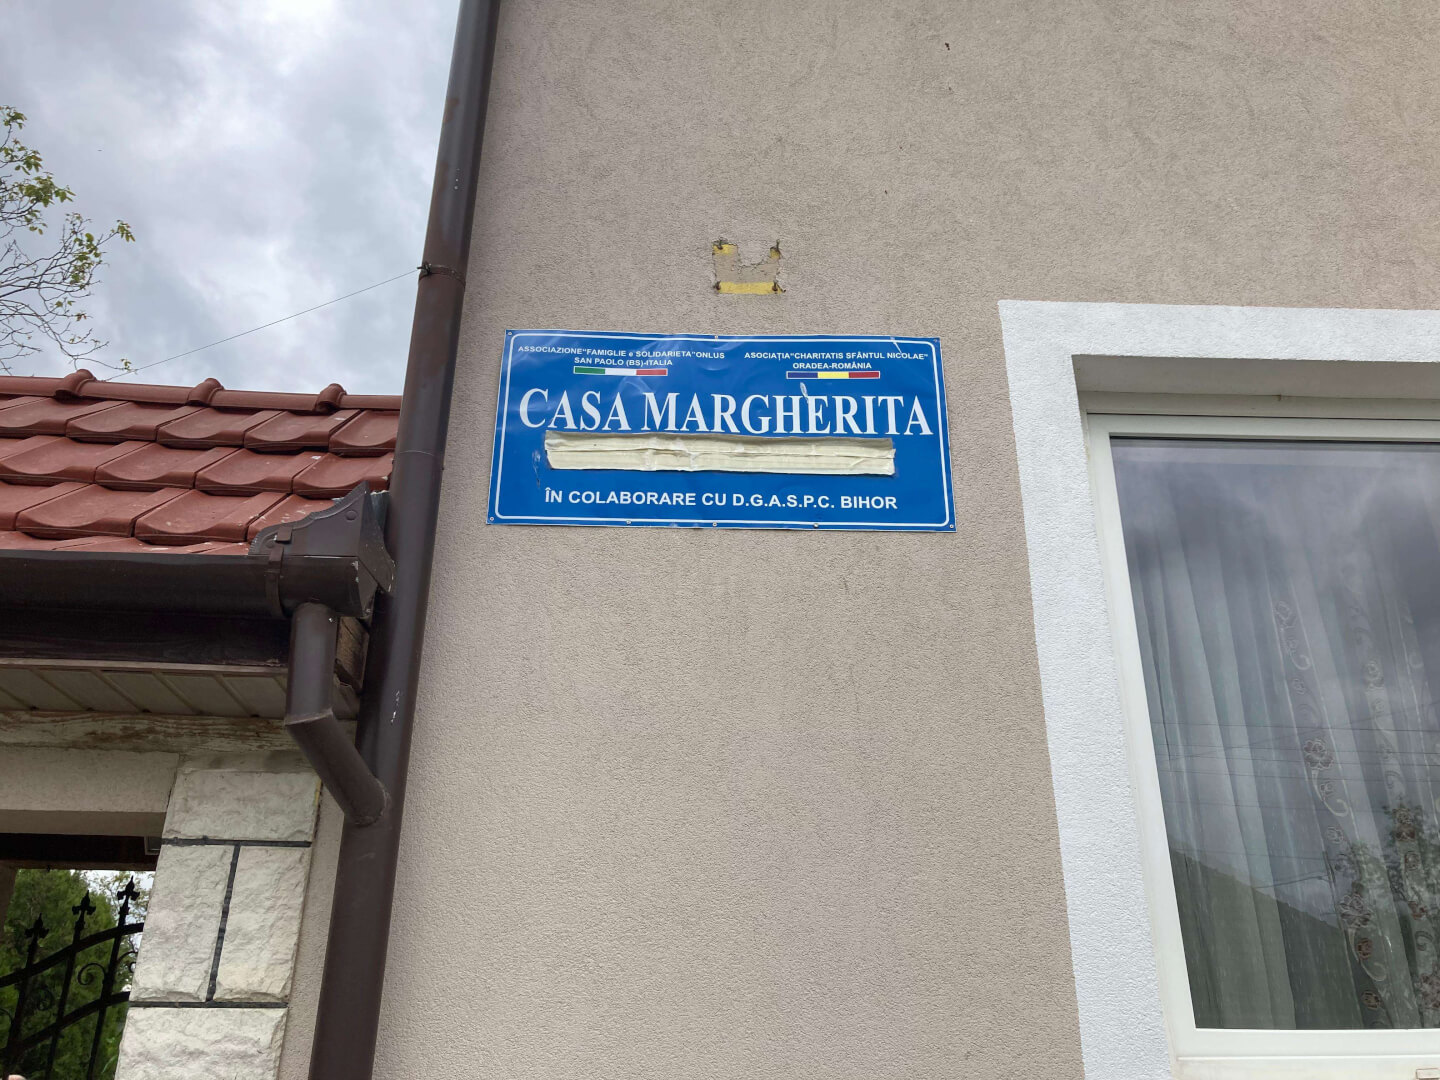 ASSOCIAZIONE"FAMIGLIE e SOLIDARIETA"ONLUS
SAN PAOLO (BS)-ITALIA
ASOCIAȚIA"CHARITATIS SFÂNTUL NICOLAE"
ORADEA-ROMÂNIA
CASA MARGHERITA
ÎN COLABORARE CU D.G.A.S.P.C. BIHOR